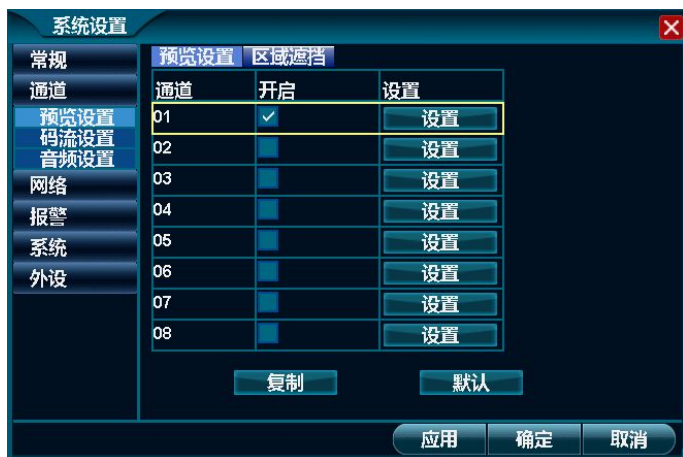 系统设置
常规
通道
预览设置
码流设置
音频设置
网络
报警
系统
外设
预览设置 区域遮挡
通道 开启 设置
01 设置
02 设置
03 设置
04 设置
05 设置
06 设置
07 设置
08 设置
复制 默认
应用 确定 取消